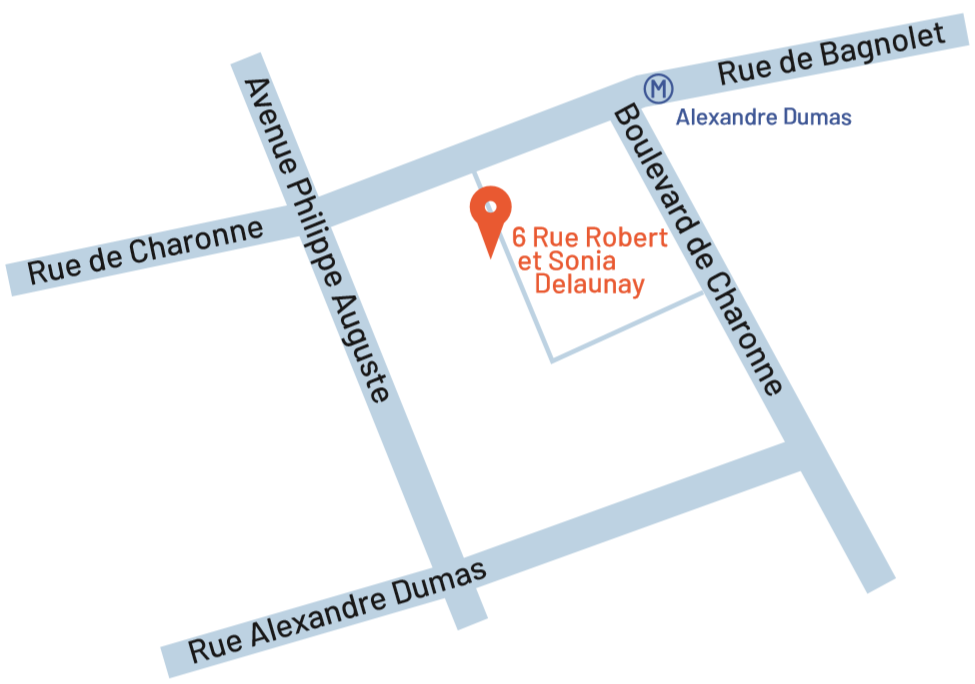 Rue de Bagnolet
M
Alexandre Dumas
Avenue Philippe Auguste
Boulevard de Charonne
Rue de Charonne
6 Rue Robert
et Sonia
Delaunay
Rue Alexandre Dumas